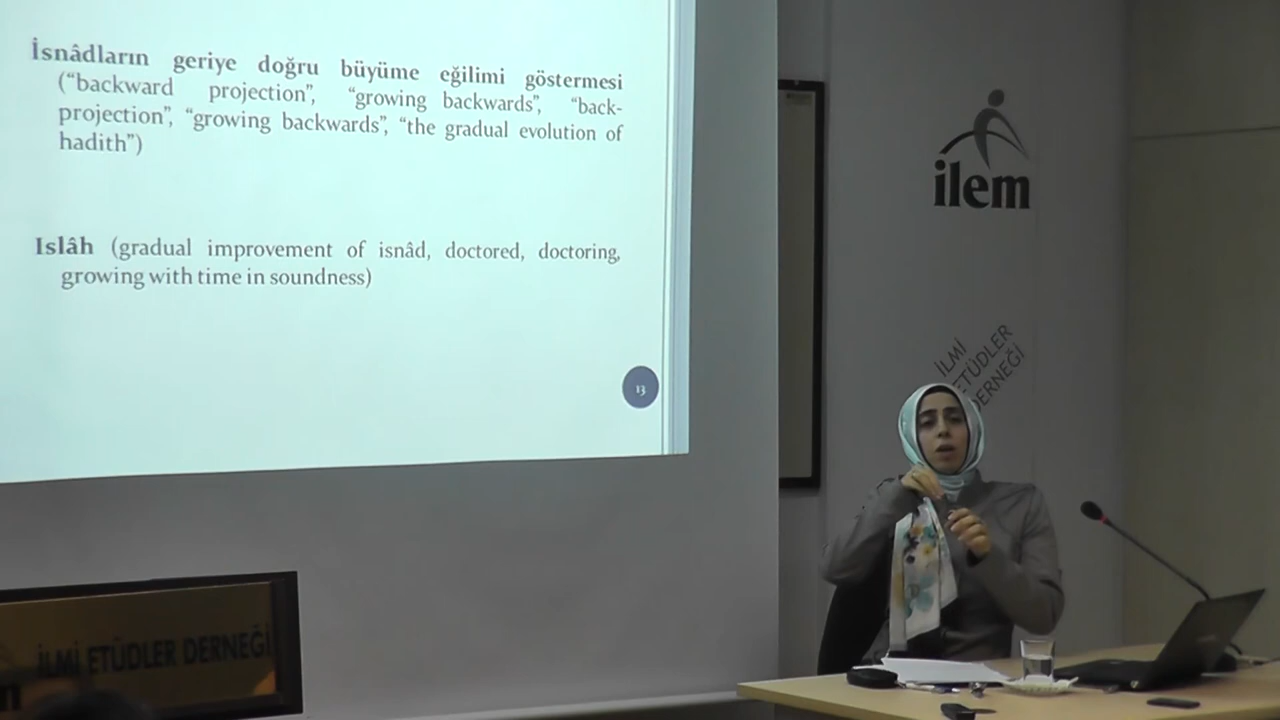 İsnâdların geriye doğru büyüme eğilimi göstermesi
(“backward projection”, “growing backwards”, “back-
projection”, “growing backwards”, “the gradual evolution of
hadith”)
Islâh (gradual improvement of isnâd, doctored, doctoring,
growing with time in soundness)
13
ilem
İLMİ
ETÜDLER
DERNEĞİ
İLMİ ETÜDLER DERNEĞİ